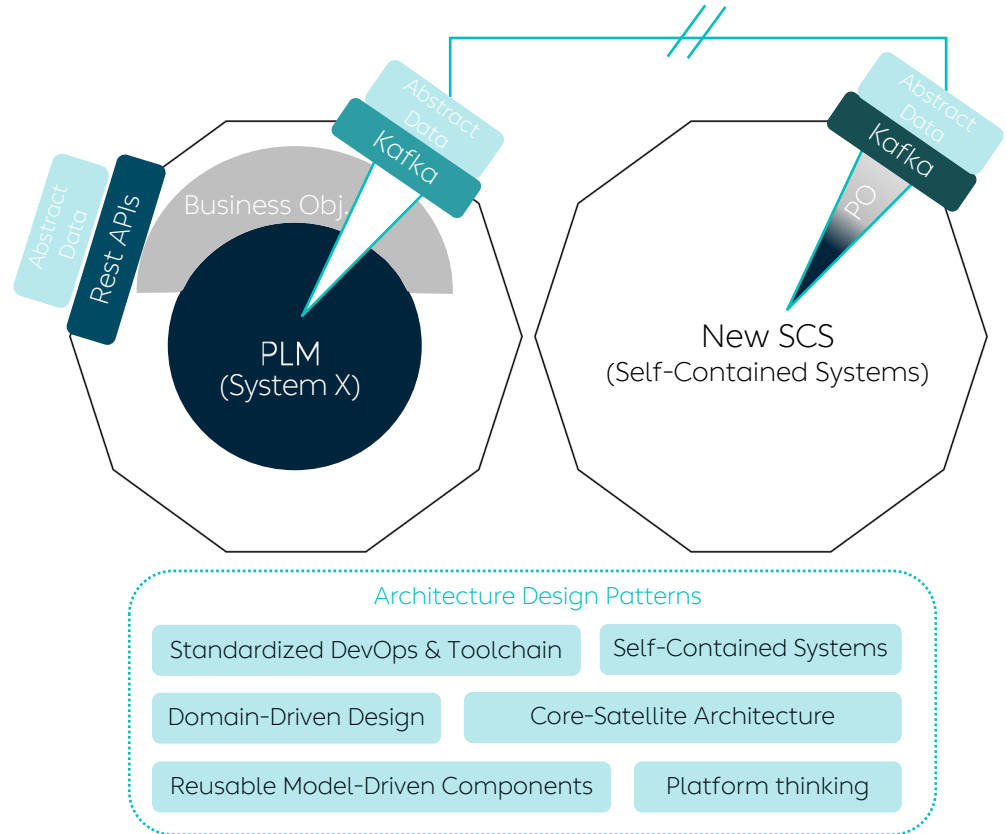 Abstract
Data
Kafka
Abstract
Data
Kafka
Abstract
Data
Rest APIs
Business Obj.
PO
PLM
(System X)
New SCS
(Self-Contained Systems)
Architecture Design Patterns
Standardized DevOps & Toolchain
Self-Contained Systems
Domain-Driven Design
Core-Satellite Architecture
Reusable Model-Driven Components
Platform thinking